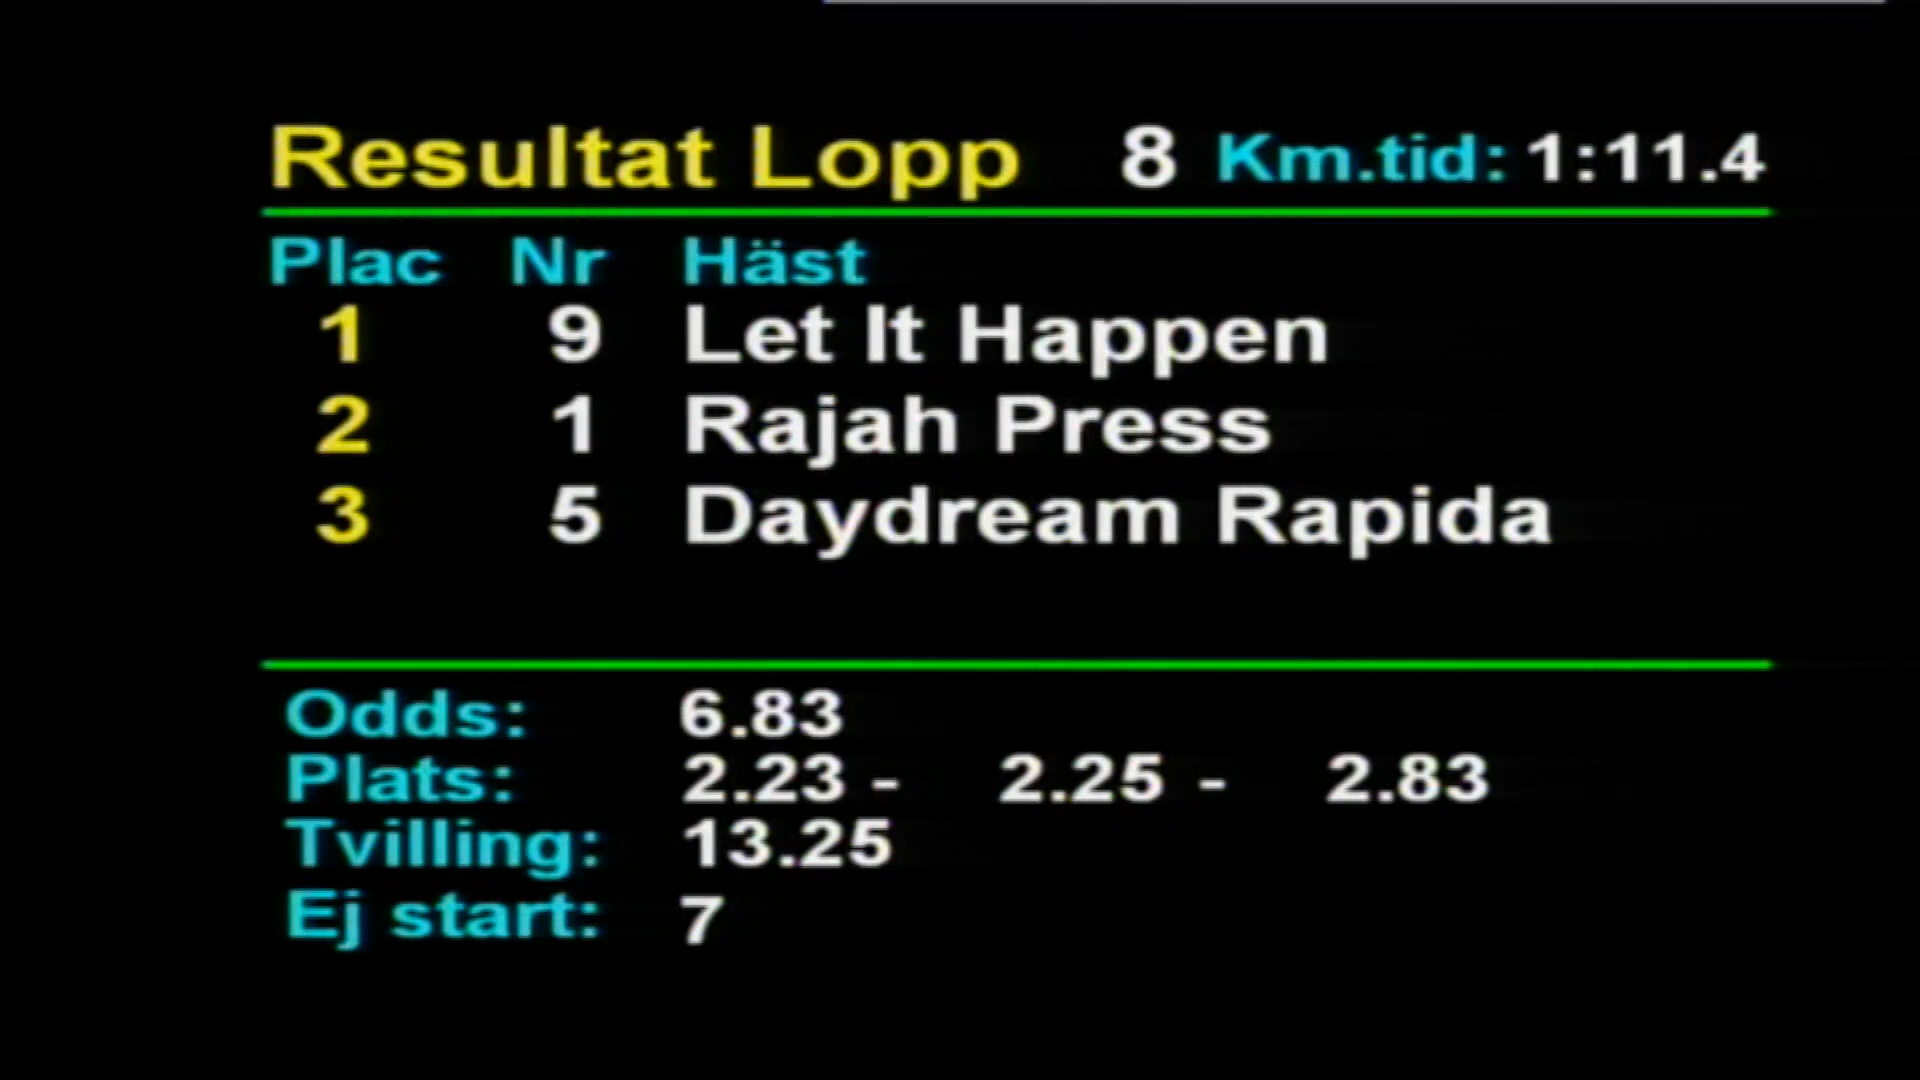 Resultat Lopp 8 Km.tid: 1:11.4
Plac Nr Häst
1 9 Let It Happen
2 1 Rajah Press
3 5 Daydream Rapida
Odds: 6.83
Plats: 2.23 - 2.25 - 2.83
Tvilling: 13.25
Ej start: 7